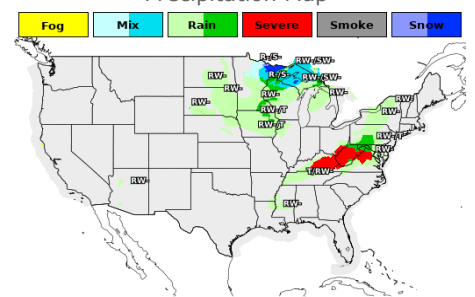 Precipitation Map
Fog
Mix
Rain
Severe
Smoke
Snow
R-/S-
RW-/SW-
RW-
R-/S-
RW-/SW-
RW-
RW-
RW-
RW-
RW-
RW-/T
RW-
RW-/T
RW-/T
RW-
T/RW-
RW-
RW-